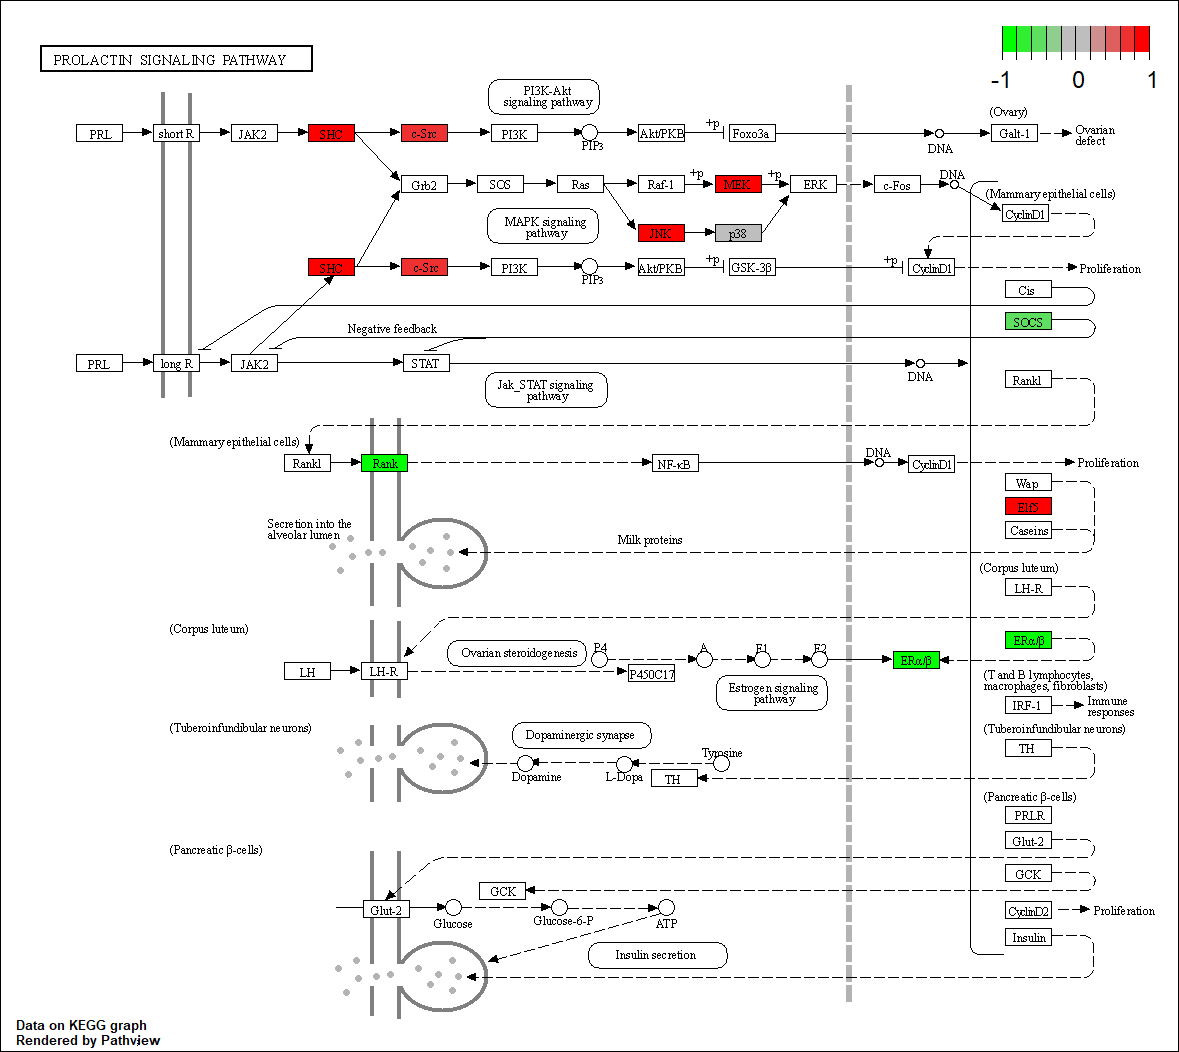 PROLACTIN SIGNALING PATHWAY
-1 0 1
PI3K-Akt
signaling pathway
(Ovary)
PRL short R JAK2 SHC c-Src PI3K PIP3 Akt/PKB +p Foxo3a DNA Galt-1 Ovarian
defect
Grb2 SOS Ras Raf-1 +p MEK +p ERK c-Fos DNA
(Mammary epithelial cells)
CyclinD1
MAPK signaling
pathway
JNK p38
SHC c-Src PI3K PIP3 Akt/PKB +p GSK-3β +p CyclinD1 Proliferation
Cis
SOCS
Negative feedback
PRL long R JAK2 STAT DNA
Jak_STAT signaling
pathway
Rankl
(Mammary epithelial cells)
Rankl Rank NF-κB DNA CyclinD1 Proliferation
Wap
Elf5
Caseins
Secretion into the
alveolar lumen
Milk proteins
(Corpus luteum)
LH-R
(Corpus luteum)
ERα/β
LH LH-R Ovarian steroidogenesis P4 P450C17 A E1 E2 ERα/β
Estrogen signaling
pathway
(T and B lymphocytes,
macrophages, fibroblasts)
IRF-1 Immune
responses
(Tuberoinfundibular neurons)
TH
(Tuberoinfundibular neurons)
Dopaminergic synapse
Dopamine L-Dopa Tyrosine
TH
(Pancreatic β-cells)
PRLR
Glut-2
GCK
CyclinD2 Proliferation
Insulin
(Pancreatic β-cells)
GCK
Glut-2 Glucose Glucose-6-P ATP
Insulin secretion
Data on KEGG graph
Rendered by Pathview